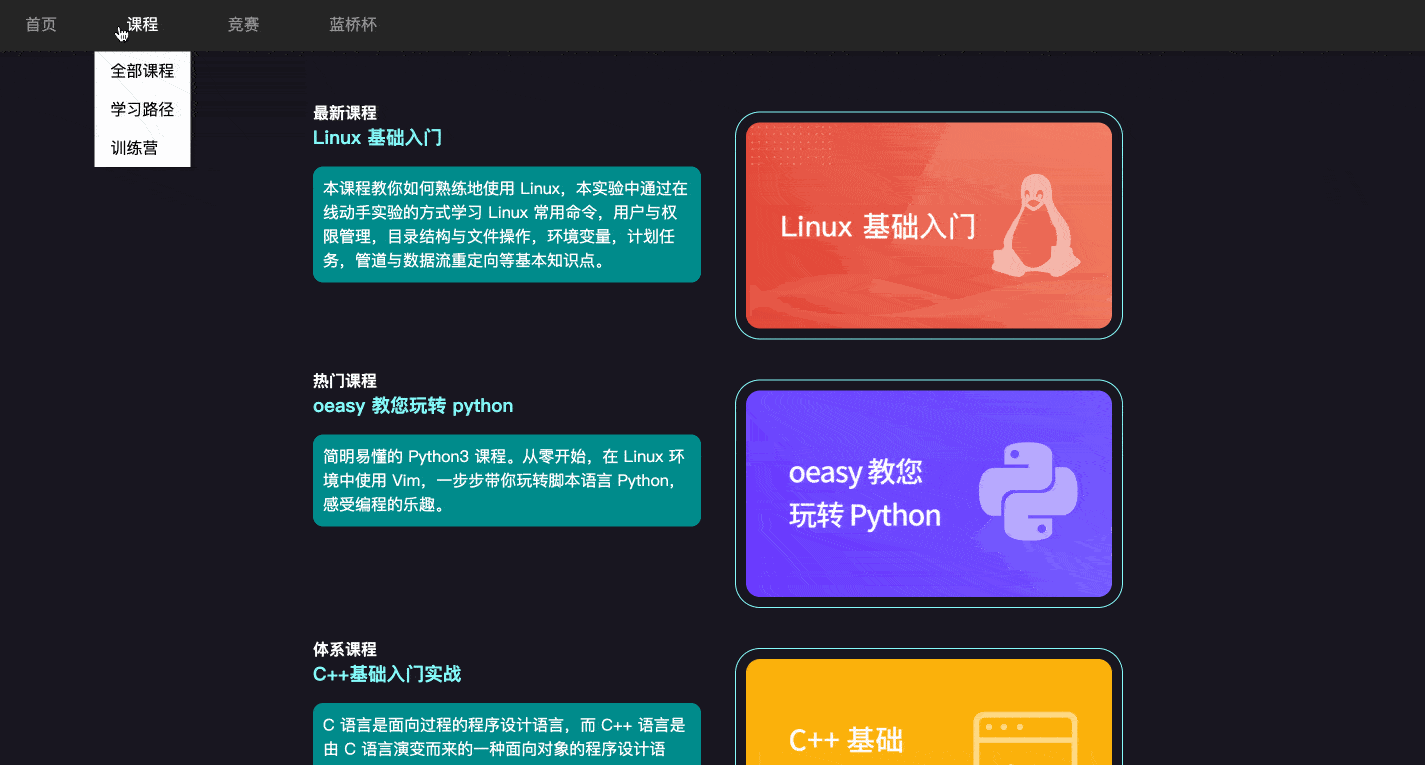 首页
课程
竞赛
蓝桥杯
全部课程
学习路径
训练营
最新课程
Linux 基础入门
本课程教你如何熟练地使用 Linux，本实验中通过在
线动手实验的方式学习 Linux 常用命令，用户与权
限管理，目录结构与文件操作，环境变量，计划任
务，管道与数据流重定向等基本知识点。
Linux 基础入门
热门课程
oeasy 教您玩转 python
简明易懂的 Python3 课程。从零开始，在 Linux 环
境中使用 Vim，一步步带你玩转脚本语言 Python，
感受编程的乐趣。
oeasy 教您
玩转 Python
体系课程
C++基础入门实战
C 语言是面向过程的程序设计语言，而 C++ 语言是
由 C 语言演变而来的一种面向对象的程序设计语
C++ 基础